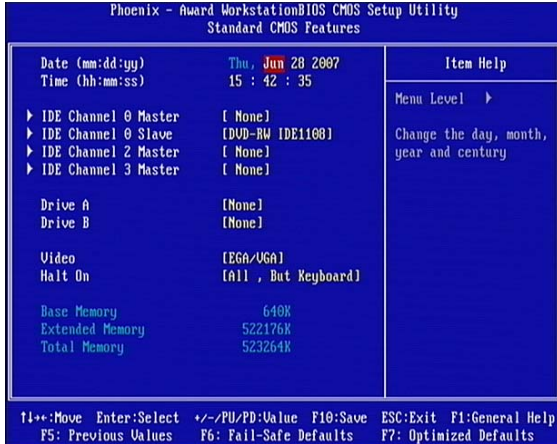 Phoenix - Award WorkstationBIOS CMOS Setup Utility
Standard CMOS Features
Date (mm:dd:yy) Thu, Jun 28 2007
Time (hh:mm:ss) 15 : 42 : 35
IDE Channel 0 Master [ None]
IDE Channel 0 Slave [DVD-RW IDE1108]
IDE Channel 2 Master [ None]
IDE Channel 3 Master [ None]
Drive A [None]
Drive B [None]
Video [EGA/VGA]
Halt On [All , But Keyboard]
Base Memory 640K
Extended Memory 522176K
Total Memory 523264K
Item Help
Menu Level
Change the day, month,
year and century
↑↓→←:Move Enter:Select +/-/PU/PD:Value F10:Save ESC:Exit F1:General Help
F5: Previous Values F6: Fail-Safe Defaults F7: Optimized Defaults